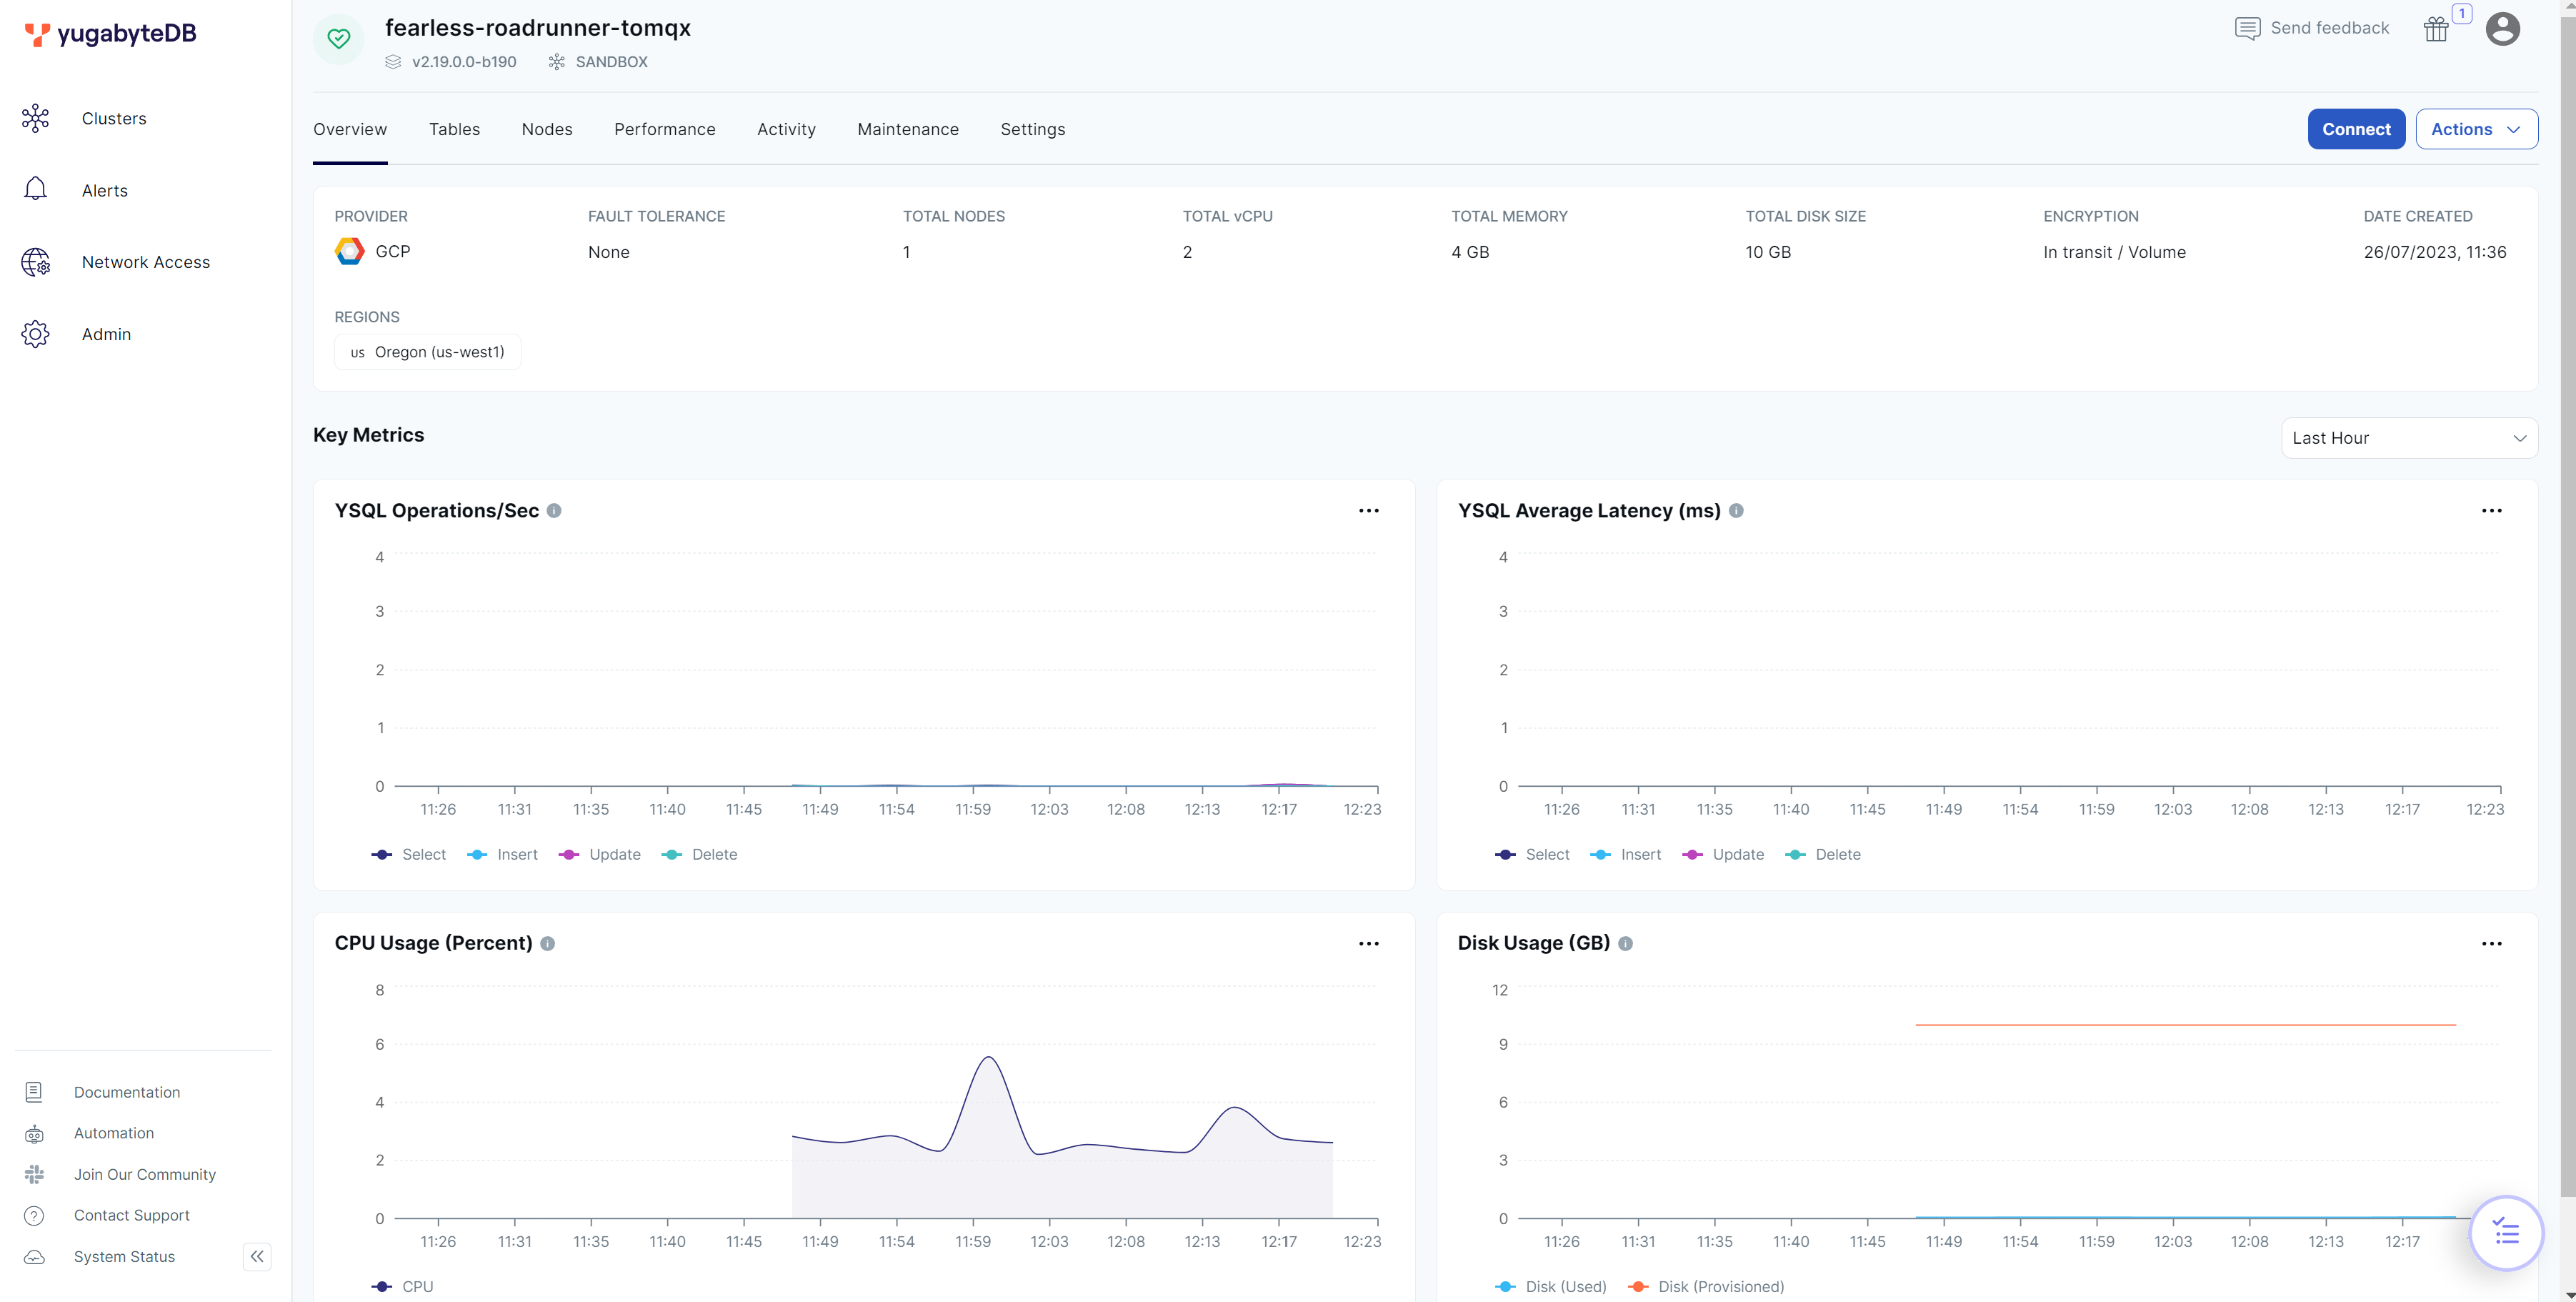 yugabyteDB
fearless-roadrunner-tomqx
v2.19.0.0-b190 SANDBOX
Send feedback
1
Clusters
Alerts
Network Access
Admin
Overview Tables Nodes Performance Activity Maintenance Settings
Connect Actions
PROVIDER FAULT TOLERANCE TOTAL NODES TOTAL vCPU TOTAL MEMORY TOTAL DISK SIZE ENCRYPTION DATE CREATED
GCP None 1 2 4 GB 10 GB In transit / Volume 26/07/2023, 11:36
REGIONS
US Oregon (us-west1)
Key Metrics
Last Hour
YSQL Operations/Sec i
4
3
2
1
0
11:26 11:31 11:35 11:40 11:45 11:49 11:54 11:59 12:03 12:08 12:13 12:17 12:23
Select Insert Update Delete
YSQL Average Latency (ms) i
4
3
2
1
0
11:26 11:31 11:35 11:40 11:45 11:49 11:54 11:59 12:03 12:08 12:13 12:17 12:23
Select Insert Update Delete
CPU Usage (Percent) i
8
6
4
2
0
11:26 11:31 11:35 11:40 11:45 11:49 11:54 11:59 12:03 12:08 12:13 12:17 12:23
CPU
Disk Usage (GB) i
12
9
6
3
0
11:26 11:31 11:35 11:40 11:45 11:49 11:54 11:59 12:03 12:08 12:13 12:17
Disk (Used) Disk (Provisioned)
Documentation
Automation
Join Our Community
? Contact Support
System Status